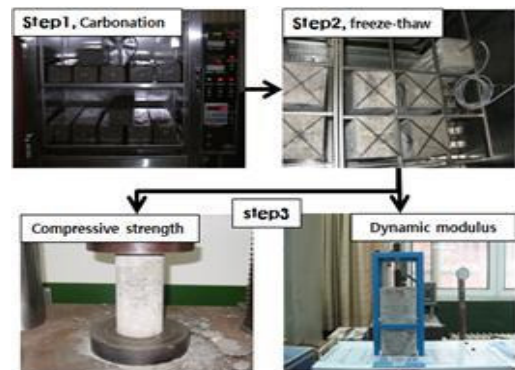 Step1, Carbonation
Step2, freeze-thaw
step3
Compressive strength
Dynamic modulus